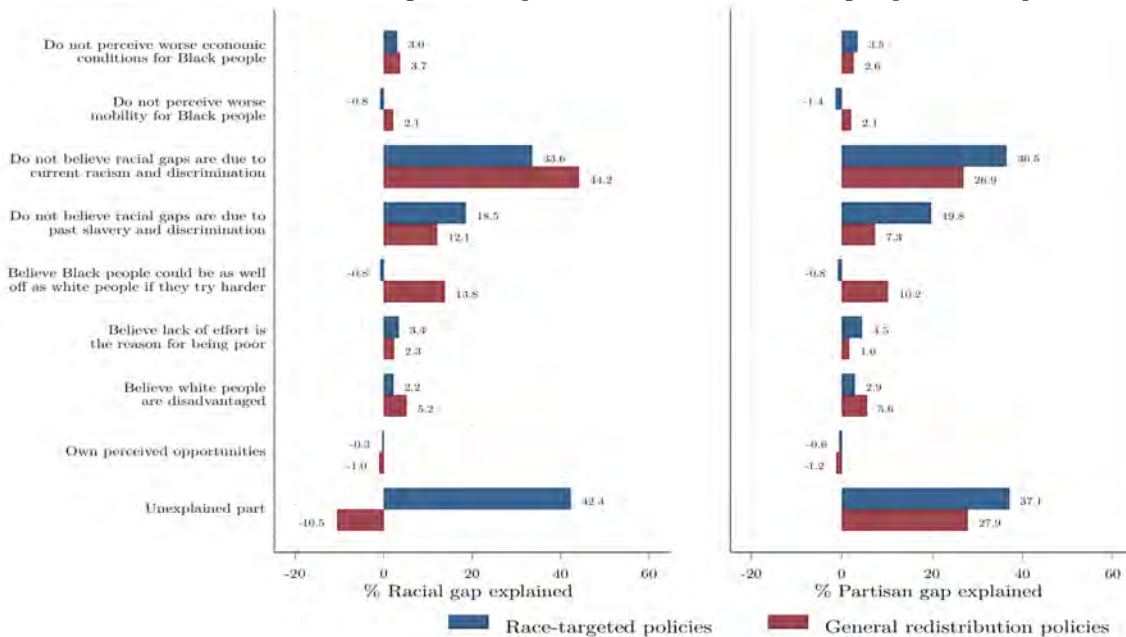 Do not perceive worse economic
conditions for Black people
3.0
3.7
3.5
2.6
Do not perceive worse
mobility for Black people
-0.8
2.1
-1.4
2.1
Do not believe racial gaps are due to
current racism and discrimination
33.6
44.2
36.5
26.9
Do not believe racial gaps are due to
past slavery and discrimination
18.5
12.1
19.8
7.3
Believe Black people could be as well
off as white people if they try harder
-0.8
13.8
-0.8
10.2
Believe lack of effort is
the reason for being poor
3.4
2.3
4.5
Believe white people
are disadvantaged
2.2
5.2
2.9
5.6
Own perceived opportunities
-0.3
-1.0
-0.6
-1.2
Unexplained part
42.3
-10.5
37.1
27.9
-20 0 20 40 60
% Racial gap explained
-20 0 20 40 60
% Partisan gap explained
Race-targeted policies
General redistribution policies